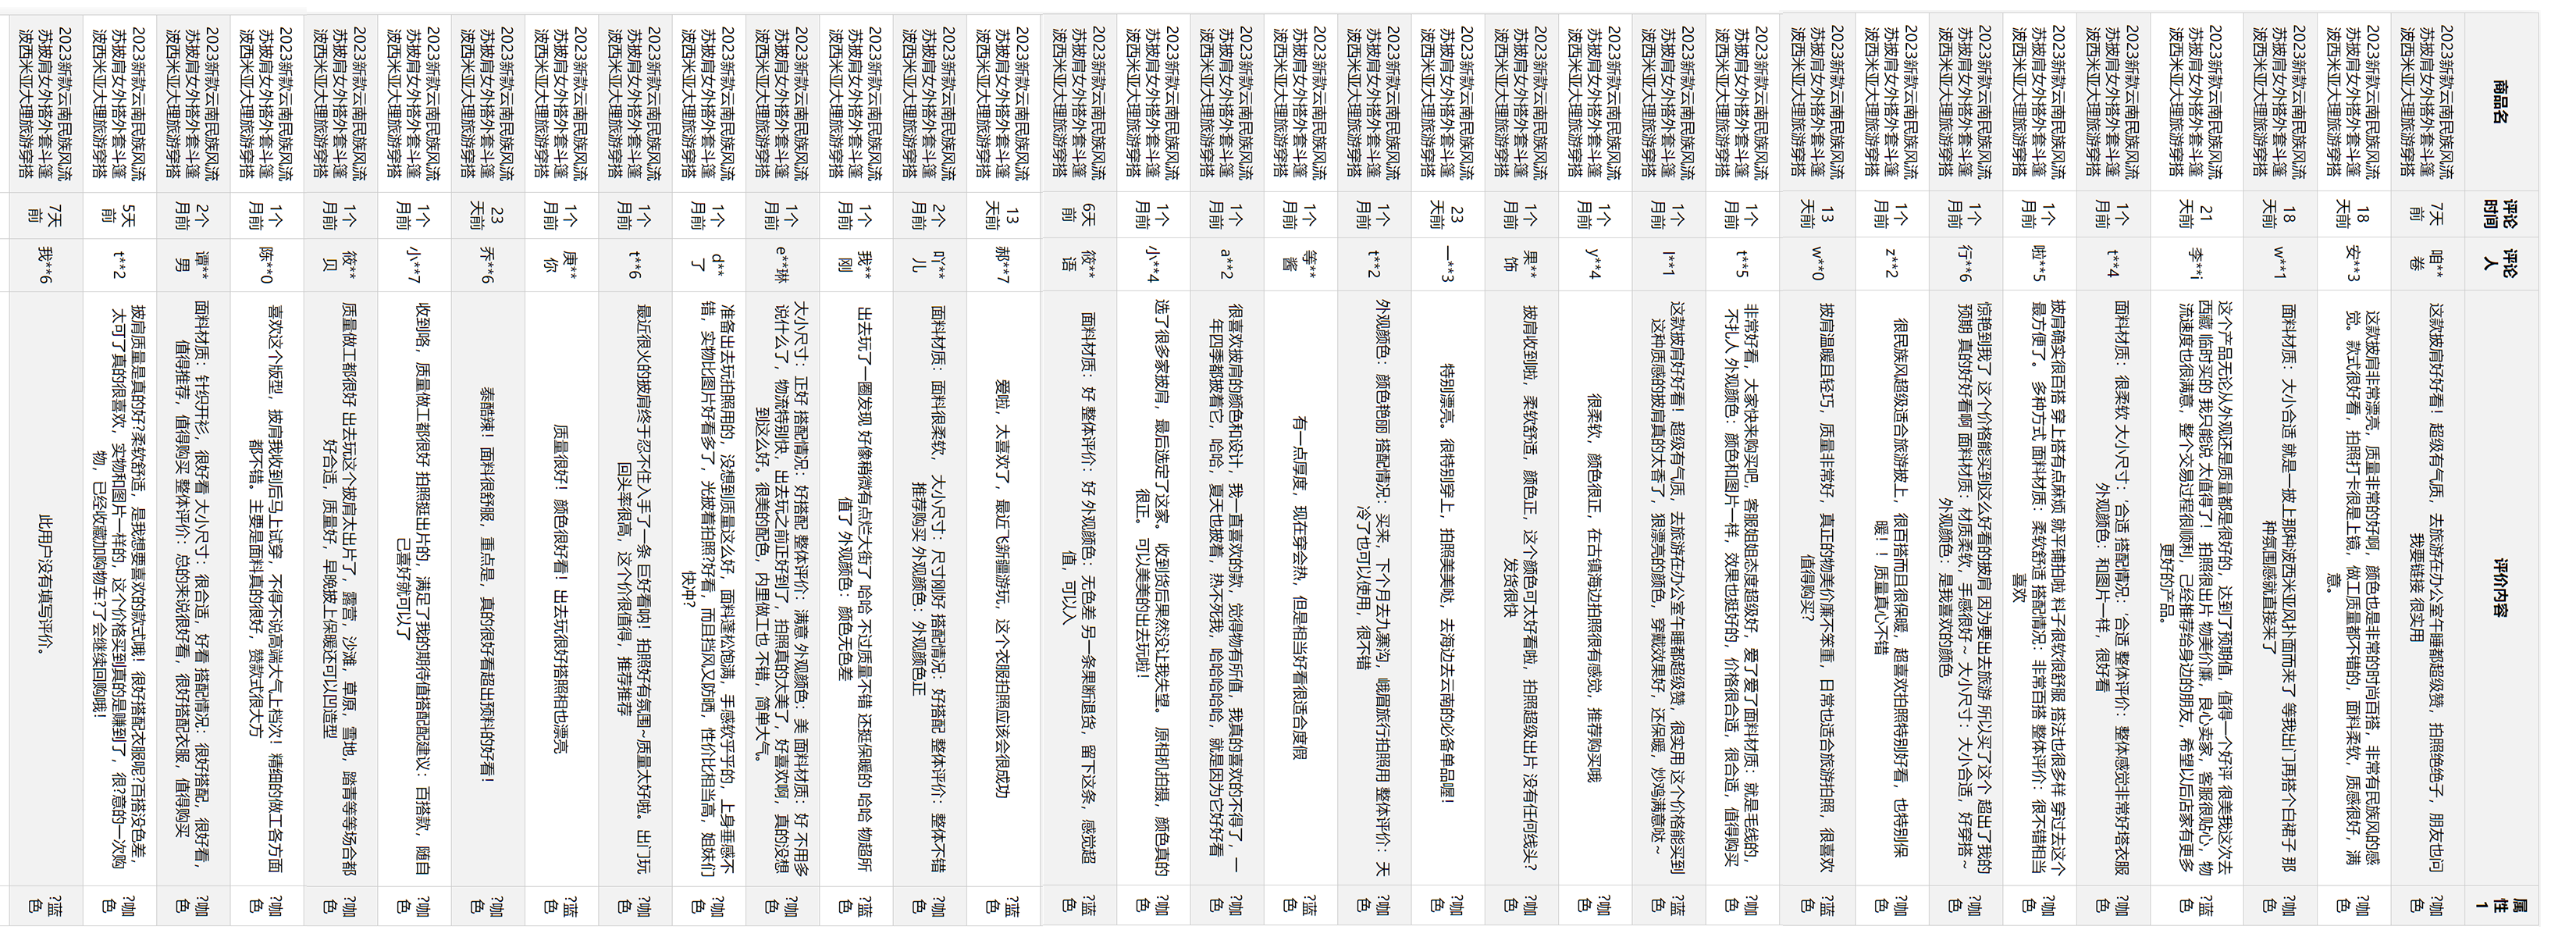 商品名
评论
时间
评论
人
评价内容
属
性
1
2023新款云南民族风流
苏披肩女外搭外套斗篷
波西米亚大理旅游穿搭
7天
前
咱**
卷
这款披肩好好看！超级有气质，去旅游在办公室午睡都超级赞，拍照绝绝子，朋友也问
我要链接 很实用
?咖
色
2023新款云南民族风流
苏披肩女外搭外套斗篷
波西米亚大理旅游穿搭
18
天前
安**3
这款披肩非常漂亮，质量非常的好啊，颜色也是非常的时尚百搭，非常有民族风的感
觉。款式很好看，拍照打卡很是上镜，做工质量都不错的，面料柔软，质感很好，满
意。
?咖
色
2023新款云南民族风流
苏披肩女外搭外套斗篷
波西米亚大理旅游穿搭
18
天前
w**1
面料材质：大小合适 就是一披上那种波西米亚风扑面而来了 等我出门再搭个白裙子 那
种氛围感就直接来了
?咖
色
2023新款云南民族风流
苏披肩女外搭外套斗篷
波西米亚大理旅游穿搭
21
天前
李**i
这个产品无论从外观还是质量都是很好的，达到了预期值，值得一个好评 很美我这次去
西藏 临时买的 我只能说 太值得了！ 拍照很出片 物美价廉，良心卖家，客服很贴心，物
流速度也很满意，整个交易过程很顺利，已经推荐给身边的朋友，希望以后店家有更多
更好的产品。
?蓝
色
2023新款云南民族风流
苏披肩女外搭外套斗篷
波西米亚大理旅游穿搭
1个
月前
t**4
面料材质：很柔软 大小尺寸：‘合适 搭配情况：‘合适 整体评价：整体感觉非常好搭衣服
外观颜色：和图片一样，很好看
?咖
色
2023新款云南民族风流
苏披肩女外搭外套斗篷
波西米亚大理旅游穿搭
1个
月前
啦**5
披肩确实很百搭 穿上搭有点麻烦 就平铺拍啦 料子很软很舒服 搭法也很多样 穿过去这个
最方便了。 多种方式 面料材质：柔软舒适 搭配情况：非常百搭 整体评价：很不错相当
喜欢
?咖
色
2023新款云南民族风流
苏披肩女外搭外套斗篷
波西米亚大理旅游穿搭
1个
月前
行**6
惊艳到我了 这个价格能买到这么好看的披肩 因为要出去旅游 所以买了这个 超出了我的
预期 真的好好看啊 面料材质：材质柔软，手感很好～ 大小尺寸：大小合适，好穿搭～
外观颜色：是我喜欢的颜色
?咖
色
2023新款云南民族风流
苏披肩女外搭外套斗篷
波西米亚大理旅游穿搭
1个
月前
z**2
很民族风超级适合旅游披上，很百搭而且很保暖，超喜欢拍照特别好看，也特别保
暖！！质量真心不错
?咖
色
2023新款云南民族风流
苏披肩女外搭外套斗篷
波西米亚大理旅游穿搭
13
天前
w**0
披肩温暖且轻巧，质量非常好，真正的物美价廉不笨重，日常也适合旅游拍照，很喜欢
值得购买?
?咖
色
2023新款云南民族风流
苏披肩女外搭外套斗篷
波西米亚大理旅游穿搭
1个
月前
t**5
非常好看，大家快来购买吧，客服姐姐态度超级好，爱了爱了面料材质：就是毛线的，
不扎人 外观颜色：颜色和图片一样，效果也挺好的，价格很合适，很合适，值得购买
?咖
色
2023新款云南民族风流
苏披肩女外搭外套斗篷
波西米亚大理旅游穿搭
1个
月前
l**1
这款披肩好好看！超级有气质，去旅游在办公室午睡都超级赞，很实用 这个价格能买到
这种质感的披肩真的太香了，狠漂亮的颜色，穿戴效果好，还保暖，炒鸡满意哒～
?蓝
色
2023新款云南民族风流
苏披肩女外搭外套斗篷
波西米亚大理旅游穿搭
1个
月前
y**4
很柔软，颜色很正，在古镇海边拍照很有感觉，推荐购买哦
?咖
色
2023新款云南民族风流
苏披肩女外搭外套斗篷
波西米亚大理旅游穿搭
1个
月前
果**
饰
披肩收到啦，柔软舒适，颜色正，这个颜色可太好看啦，拍照超级出片 没有任何线头?
发货很快
?咖
色
2023新款云南民族风流
苏披肩女外搭外套斗篷
波西米亚大理旅游穿搭
23
天前
一**3
特别漂亮。很特别穿上，拍照美美哒，去海边去云南的必备单品喔！
?咖
色
2023新款云南民族风流
苏披肩女外搭外套斗篷
波西米亚大理旅游穿搭
1个
月前
t**2
外观颜色：颜色艳丽 搭配情况：买来，下个月去九寨沟，峨眉旅行拍照用 整体评价：天
冷了也可以使用，很不错
?咖
色
2023新款云南民族风流
苏披肩女外搭外套斗篷
波西米亚大理旅游穿搭
1个
月前
等**
酱
有一点厚度，现在穿会热，但是相当好看很适合度假
?蓝
色
2023新款云南民族风流
苏披肩女外搭外套斗篷
波西米亚大理旅游穿搭
1个
月前
a**2
很喜欢披肩的颜色和设计，我一直喜欢的款，觉得物有所值，我真的喜欢的不得了，一
年四季都披着它，哈哈，夏天也披着，热不死我，哈哈哈哈，就是因为它好好看
?咖
色
2023新款云南民族风流
苏披肩女外搭外套斗篷
波西米亚大理旅游穿搭
1个
月前
小**4
选了很多家披肩，最后选定了这家。 收到货后果然没让我失望。 原相机拍摄，颜色真的
很正。 可以美美的出去玩啦！
?咖
色
2023新款云南民族风流
苏披肩女外搭外套斗篷
波西米亚大理旅游穿搭
6天
前
筱**
语
面料材质：好 整体评价：好 外观颜色：无色差 另一条果断退货，留下这条，感觉超
值，可以入
?蓝
色
2023新款云南民族风流
苏披肩女外搭外套斗篷
波西米亚大理旅游穿搭
13
天前
郝**7
爱啦，太喜欢了，最近飞新疆游玩，这个衣服拍照应该会很成功
?蓝
色
2023新款云南民族风流
苏披肩女外搭外套斗篷
波西米亚大理旅游穿搭
2个
月前
吖**
儿
面料材质：面料很柔软， 大小尺寸：尺寸刚好 搭配情况：好搭配 整体评价：整体不错
推荐购买 外观颜色：外观颜色正
?咖
色
2023新款云南民族风流
苏披肩女外搭外套斗篷
波西米亚大理旅游穿搭
1个
月前
我**
刚
出去玩了一圈发现 好像稍微有点烂大街了 哈哈 不过质量不错 还挺保暖的 哈哈 物超所
值了 外观颜色：颜色无色差
?咖
色
2023新款云南民族风流
苏披肩女外搭外套斗篷
波西米亚大理旅游穿搭
1个
月前
e**琳
大小尺寸：正好 搭配情况：好搭配 整体评价：满意 外观颜色：美 面料材质：好 不用多
说什么了，物流特别快，出去玩之前正好到了，拍照真的太美了，好喜欢啊，真的没想
到这么好。很美的配色，内里做工也 不错，简单大气。
?咖
色
2023新款云南民族风流
苏披肩女外搭外套斗篷
波西米亚大理旅游穿搭
1个
月前
d**
了
准备出去玩拍照用的，没想到质量这么好，面料蓬松饱满，手感软乎乎的，上身垂感不
错，实物比图片好看多了，光披着拍照?好看，而且挡风又防晒，性价比相当高，姐妹们
快冲?
?咖
色
2023新款云南民族风流
苏披肩女外搭外套斗篷
波西米亚大理旅游穿搭
1个
月前
t**6
最近很火的披肩终于忍不住入手了一条 巨好看呐！拍照好有氛围~质量太好啦。出门玩
回头率很高，这个价很值得，推荐推荐
?咖
色
2023新款云南民族风流
苏披肩女外搭外套斗篷
波西米亚大理旅游穿搭
1个
月前
庚**
你
质量很好！颜色很好看！出去玩很好搭照相也漂亮
?蓝
色
2023新款云南民族风流
苏披肩女外搭外套斗篷
波西米亚大理旅游穿搭
23
天前
乔**6
泰酷辣！面料很舒服，重点是，真的很好看超出预料的好看！
?蓝
色
2023新款云南民族风流
苏披肩女外搭外套斗篷
波西米亚大理旅游穿搭
1个
月前
小**7
收到咯，质量做工都很好 拍照挺出片的，满足了我的期待值搭配建议：百搭款，随自
己喜好就可以了
?咖
色
2023新款云南民族风流
苏披肩女外搭外套斗篷
波西米亚大理旅游穿搭
1个
月前
筱**
贝
质量做工都很好 出去玩这个披肩太出片了，露营，沙滩，草原，雪地，踏青等等场合都
好合适，质量好，早晚披上保暖还可以凹造型
?咖
色
2023新款云南民族风流
苏披肩女外搭外套斗篷
波西米亚大理旅游穿搭
1个
月前
陈**0
喜欢这个版型，披肩我收到后马上试穿，不得不说高端大气上档次！精细的做工各方面
都不错。主要是面料真的很好，赞款式很大方
?咖
色
2023新款云南民族风流
苏披肩女外搭外套斗篷
波西米亚大理旅游穿搭
2个
月前
谭**
男
面料材质：针织开衫，很好看 大小尺寸：很合适，好看 搭配情况：很好搭配，很好看，
值得推荐，值得购买 整体评价：总的来说很好看，很好搭配衣服，值得购买
?咖
色
2023新款云南民族风流
苏披肩女外搭外套斗篷
波西米亚大理旅游穿搭
5天
前
t**2
披肩质量是真的好?柔软舒适，是我想要喜欢的款式哦！很好搭配衣服呢?百搭没色差，
太可了真的很喜欢，实物和图片一样的，这个价格买到真的是赚到了，很?意的一次购
物，已经收藏加购物车?了会继续回购哦！
?咖
色
2023新款云南民族风流
苏披肩女外搭外套斗篷
波西米亚大理旅游穿搭
7天
前
我**6
此用户没有填写评价。
?蓝
色